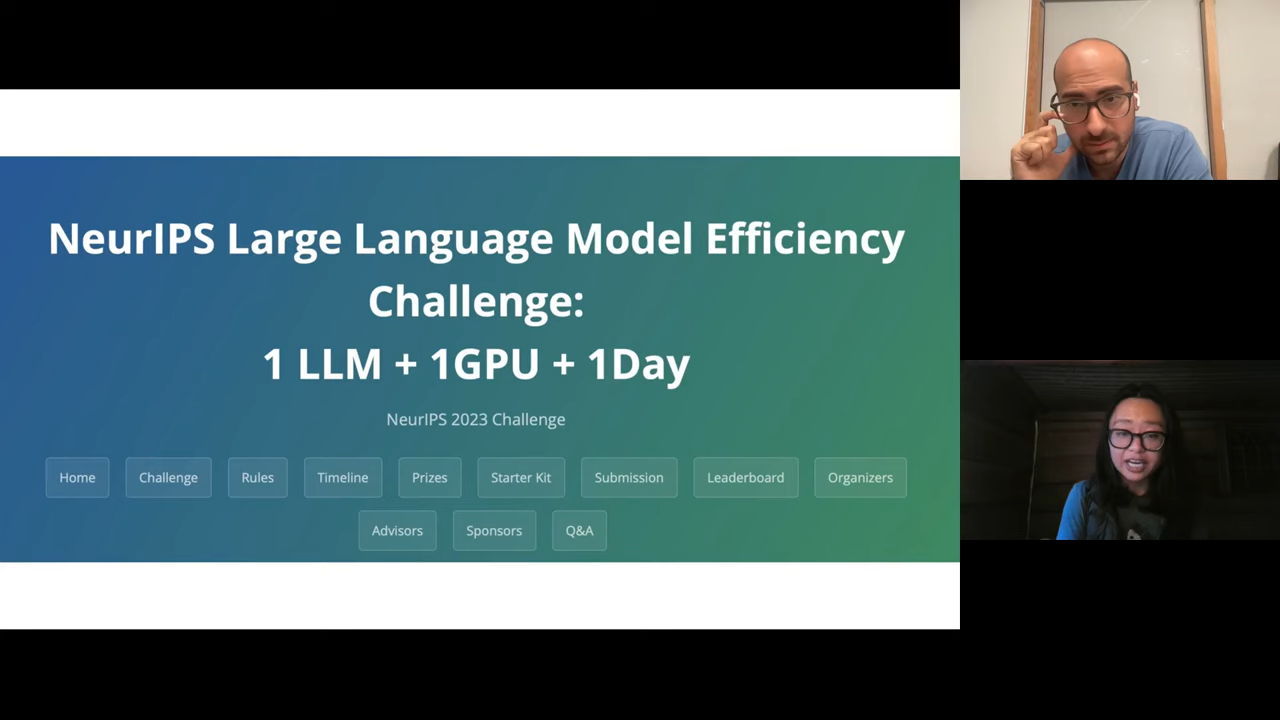 NeurIPS Large Language Model Efficiency
Challenge:
1 LLM + 1GPU + 1Day
NeurIPS 2023 Challenge
Home Challenge Rules Timeline Prizes Starter Kit Submission Leaderboard Organizers
Advisors Sponsors Q&A